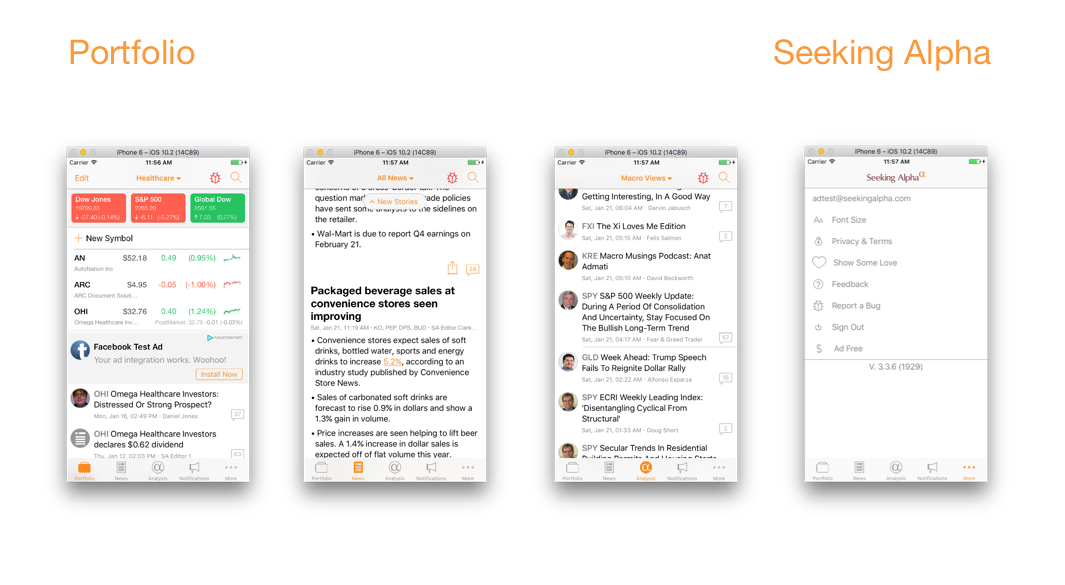 Portfolio
Seeking Alpha
iPhone 6 – iOS 10.2 (14C89)
Carrier
11:56 AM
Edit
Healthcare
Dow Jones
19799.85
-27.40 (-0.14%)
S&P 500
2265.20
-6.11 (-0.27%)
Global Dow
2591.55
7.03 (0.27%)
New Symbol
AN $52.18 0.49 (0.95%)
AutoNation Inc
ARC $4.95 -0.05 (-1.00%)
ARC Document Soluti...
OHI $32.76 0.40 (1.24%)
Omega Healthcare Inv... PostMarket: 32.75 -0.01 (-0.03%)
Advertisement
Facebook Test Ad
Your ad integration works. Woohoo!
Install Now
OHI Omega Healthcare Investors:
Distressed Or Strong Prospect?
Mon, Jan 16, 02:49 PM · Daniel Jones
37
OHI Omega Healthcare Investors
declares $0.62 dividend
Thu, Jan 12, 02:03 PM · SA Editor 1
63
Portfolio
News
Analysis
Notifications
More
iPhone 6 – iOS 10.2 (14C89)
Carrier
11:57 AM
All News
New Stories
the retailer.
• Wal-Mart is due to report Q4 earnings on
February 21.
24
Packaged beverage sales at
convenience stores seen
improving
Sat, Jan 21, 11:19 AM · KO, PEP, DPS, BUD · SA Editor Clark...
• Convenience stores expect sales of soft
drinks, bottled water, sports and energy
drinks to increase 5.2%, according to an
industry study published by Convenience
Store News.
• Sales of carbonated soft drinks are
forecast to rise 0.9% in dollars and show a
1.3% gain in volume.
• Price increases are seen helping to lift beer
sales. A 1.4% increase in dollar sales is
expected off of flat volume this year.
Portfolio
News
Analysis
Notifications
More
iPhone 6 – iOS 10.2 (14C89)
Carrier
11:57 AM
Macro Views
Getting Interesting, In A Good Way
Sat, Jan 21, 06:04 AM · Garvin Jabusch
7
FXI The Xi Loves Me Edition
Sat, Jan 21, 05:15 AM · Felix Salmon
2
KRE Macro Musings Podcast: Anat
Admati
Sat, Jan 21, 05:10 AM · David Beckworth
SPY S&P 500 Weekly Update:
During A Period Of Consolidation
And Uncertainty, Stay Focused On
The Bullish Long-Term Trend
Sat, Jan 21, 04:17 AM · Fear & Greed Trader
57
GLD Week Ahead: Trump Speech
Fails To Reignite Dollar Rally
Sat, Jan 21, 02:22 AM · Alfonso Esparza
16
SPY ECRI Weekly Leading Index:
'Disentangling Cyclical From
Structural'
Sat, Jan 21, 01:33 AM · Doug Short
2
SPY Secular Trends In Residential
Building Permits And Housing Starts
Portfolio
News
Analysis
Notifications
More
iPhone 6 – iOS 10.2 (14C89)
Carrier
11:57 AM
Seeking Alpha α
adtest@seekingalpha.com
Font Size
Privacy & Terms
Show Some Love
Feedback
Report a Bug
Sign Out
Ad Free
V. 3.3.6 (1929)
Portfolio
News
Analysis
Notifications
More